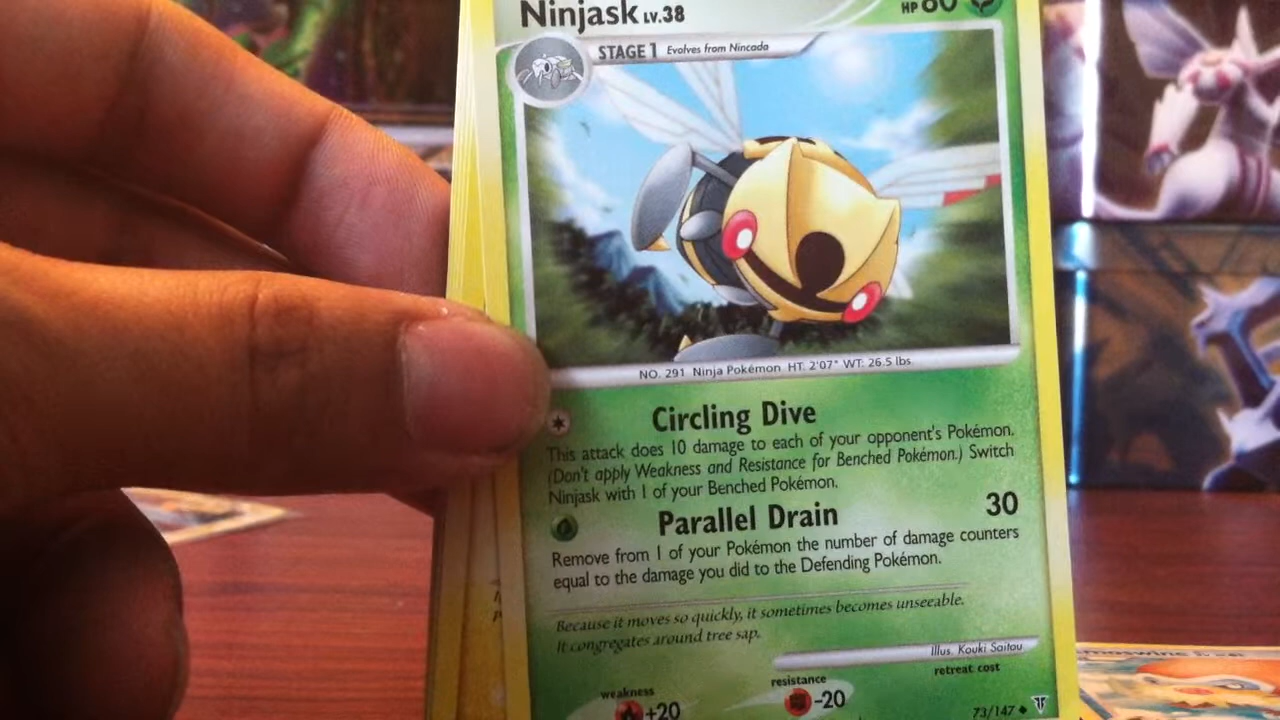 Ninjask LV.38
HP 80
STAGE 1 Evolves from Nincada
NO. 291 Ninja Pokémon HT: 2'07" WT: 26.5 lbs.
Circling Dive
This attack does 10 damage to each of your opponent's Pokémon.
(Don't apply Weakness and Resistance for Benched Pokémon.) Switch
Ninjask with 1 of your Benched Pokémon.
Parallel Drain 30
Remove from 1 of your Pokémon the number of damage counters
equal to the damage you did to the Defending Pokémon.
Because it moves so quickly, it sometimes becomes unseeable.
It congregates around tree sap.
Illus. Kouki Saitou
weakness
+20
resistance
-20
retreat cost
73/147